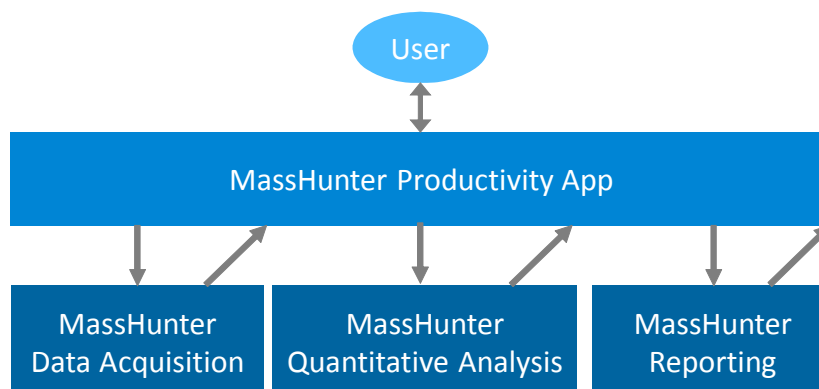 User
MassHunter Productivity App
MassHunter
Data Acquisition
MassHunter
Quantitative Analysis
MassHunter
Reporting